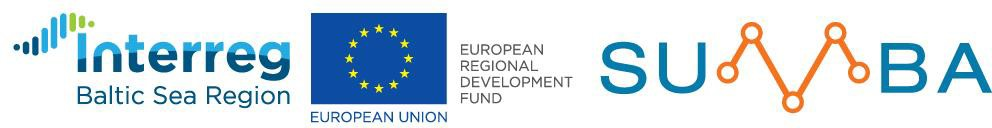 Interreg
Baltic Sea Region
EUROPEAN UNION
EUROPEAN
REGIONAL
DEVELOPMENT
FUND
SUMBA